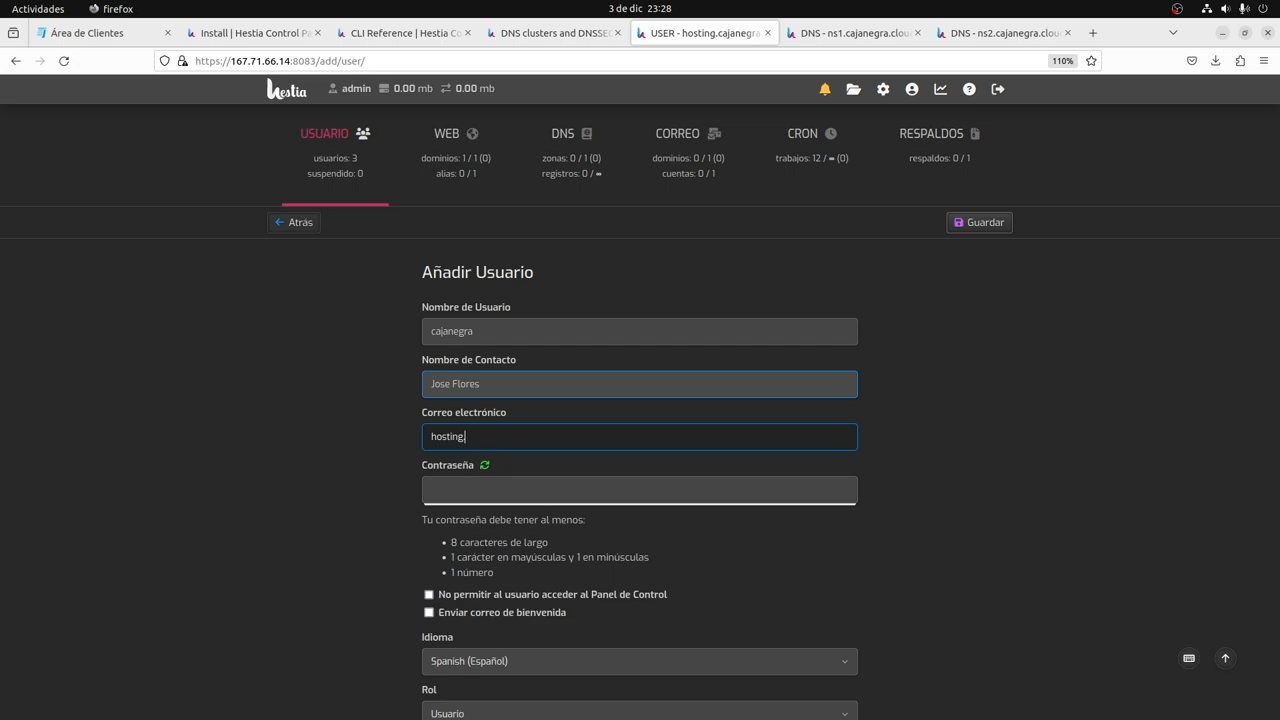 Actividades
firefox
3 de dic 23:28
Área de Clientes
Install | Hestia Control Pa
CLI Reference | Hestia Co
DNS clusters and DNSSEC
USER - hosting.cajanegra
DNS - ns1.cajanegra.clou
DNS - ns2.cajanegra.clou
https://167.71.66.14:8083/add/user/
110%
hestia
admin
0.00 mb
0.00 mb
USUARIO
usuarios: 3
suspendido: 0
WEB
dominios: 1 / 1 (0)
alias: 0 / 1
DNS
zonas: 0 / 1 (0)
registros: 0 / ∞
CORREO
dominios: 0 / 1 (0)
cuentas: 0 / 1
CRON
trabajos: 12 / ∞ (0)
RESPALDOS
respaldos: 0 / 1
Atrás
Guardar
Añadir Usuario
Nombre de Usuario
cajanegra
Nombre de Contacto
Jose Flores
Correo electrónico
hosting
Contraseña
Tu contraseña debe tener al menos:
• 8 caracteres de largo
• 1 carácter en mayúsculas y 1 en minúsculas
• 1 número
No permitir al usuario acceder al Panel de Control
Enviar correo de bienvenida
Idioma
Spanish (Español)
Rol
Usuario